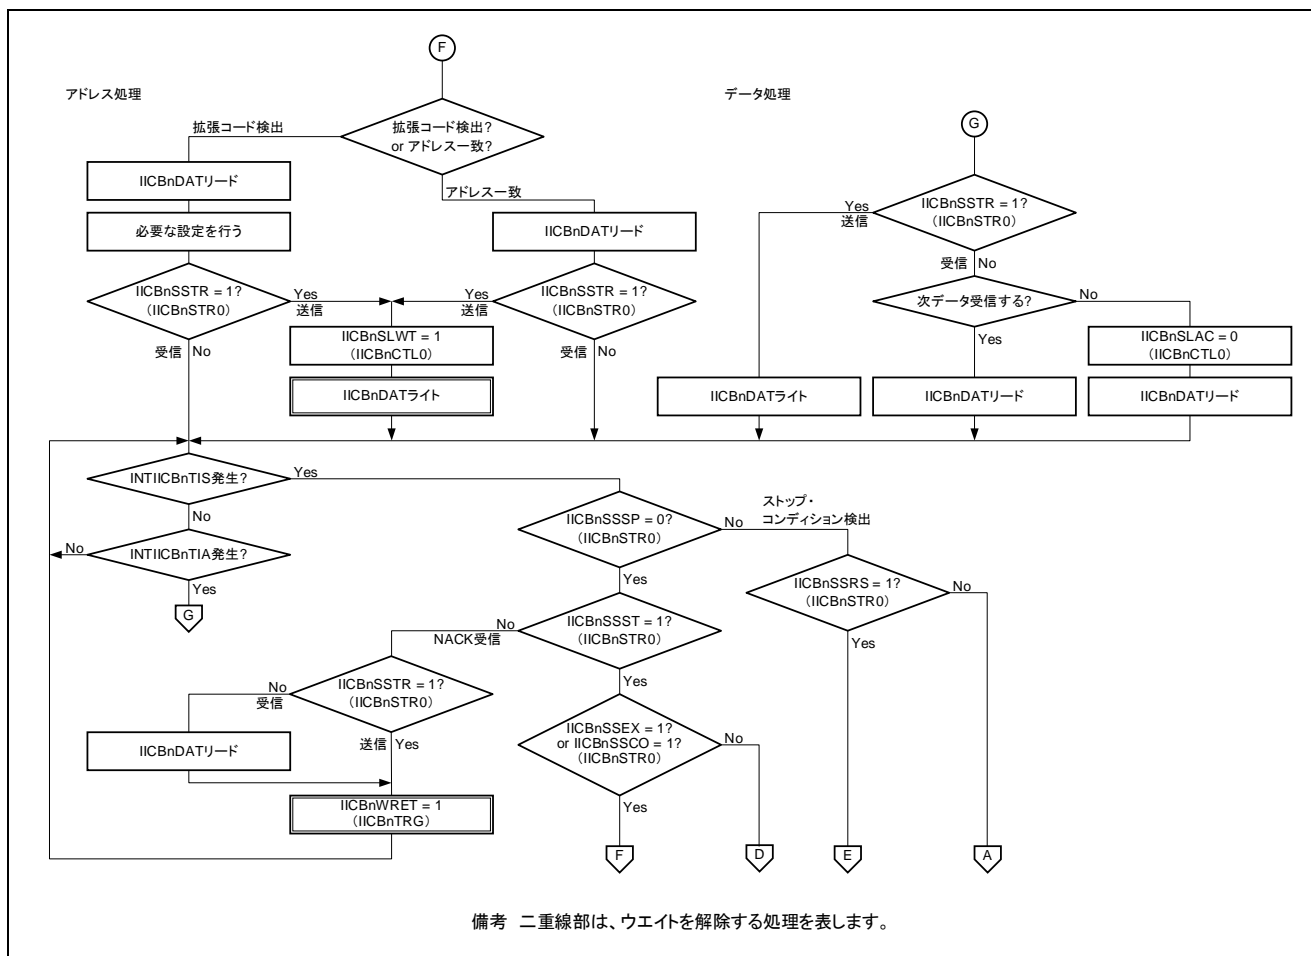 F
アドレス処理
データ処理
拡張コード検出
拡張コード検出?
or アドレス一致?
G
IICBnDATリード
アドレス一致
Yes
送信
IICBnSSTR = 1?
(IICBnSTR0)
必要な設定を行う
IICBnDATリード
受信 No
IICBnSSTR = 1?
(IICBnSTR0)
Yes
送信
Yes
送信
IICBnSSTR = 1?
(IICBnSTR0)
次データ受信する?
No
IICBnSLWT = 1
(IICBnCTL0)
IICBnSLAC = 0
(IICBnCTL0)
受信 No
受信 No
Yes
IICBnDATライト
IICBnDATライト
IICBnDATリード
IICBnDATリード
INTIICBnTIS発生?
Yes
No
IICBnSSSP = 0?
(IICBnSTR0)
No
ストップ・
コンディション検出
No
INTIICBnTIA発生?
Yes
Yes
IICBnSSRS = 1?
(IICBnSTR0)
No
G
No
NACK受信
IICBnSSST = 1?
(IICBnSTR0)
Yes
Yes
No
受信
IICBnSSTR = 1?
(IICBnSTR0)
IICBnDATリード
送信 Yes
IICBnSSEX = 1?
or IICBnSSCO = 1?
(IICBnSTR0)
No
IICBnWRET = 1
(IICBnTRG)
Yes
F
D
E
A
備考 二重線部は、ウエイトを解除する処理を表します。